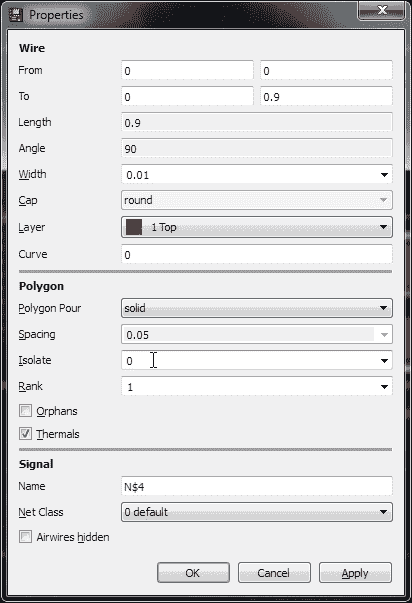 Properties
Wire
From 0 0
To 0 0.9
Length 0.9
Angle 90
Width 0.01
Cap round
Layer 1 Top
Curve 0
Polygon
Polygon Pour solid
Spacing 0.05
Isolate 0
Rank 1
Orphans
Thermals
Signal
Name N$4
Net Class 0 default
Airwires hidden
OK Cancel Apply